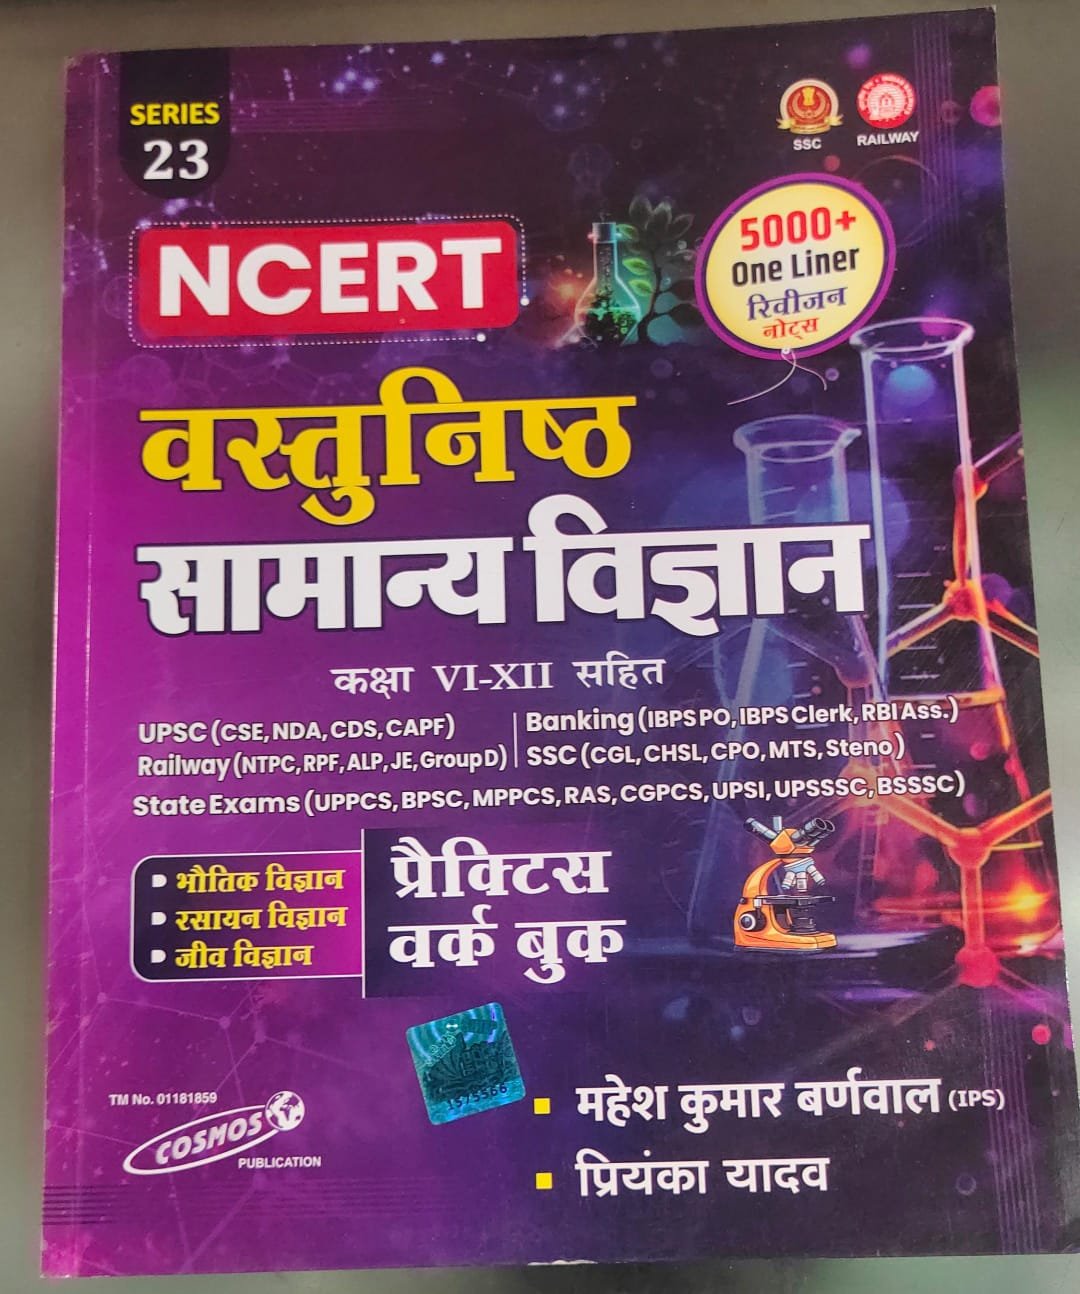 SERIES
23
SSC
RAILWAY
NCERT
5000+
One Liner
रिवीजन
नोट्स
वस्तुनिष्ठ
सामान्य विज्ञान
कक्षा VI-XII सहित
UPSC (CSE, NDA, CDS, CAPF)
Banking (IBPS PO, IBPS Clerk, RBI Ass.)
Railway (NTPC, RPF, ALP, JE, Group D)
SSC (CGL, CHSL, CPO, MTS, Steno)
State Exams (UPPCS, BPSC, MPPCS, RAS, CGPCS, UPSI, UPSSSC, BSSSC)
भौतिक विज्ञान
रसायन विज्ञान
जीव विज्ञान
प्रैक्टिस
वर्क बुक
महेश कुमार बर्णवाल (IPS)
प्रियंका यादव
TM No. 01181859
COSMOS
PUBLICATION